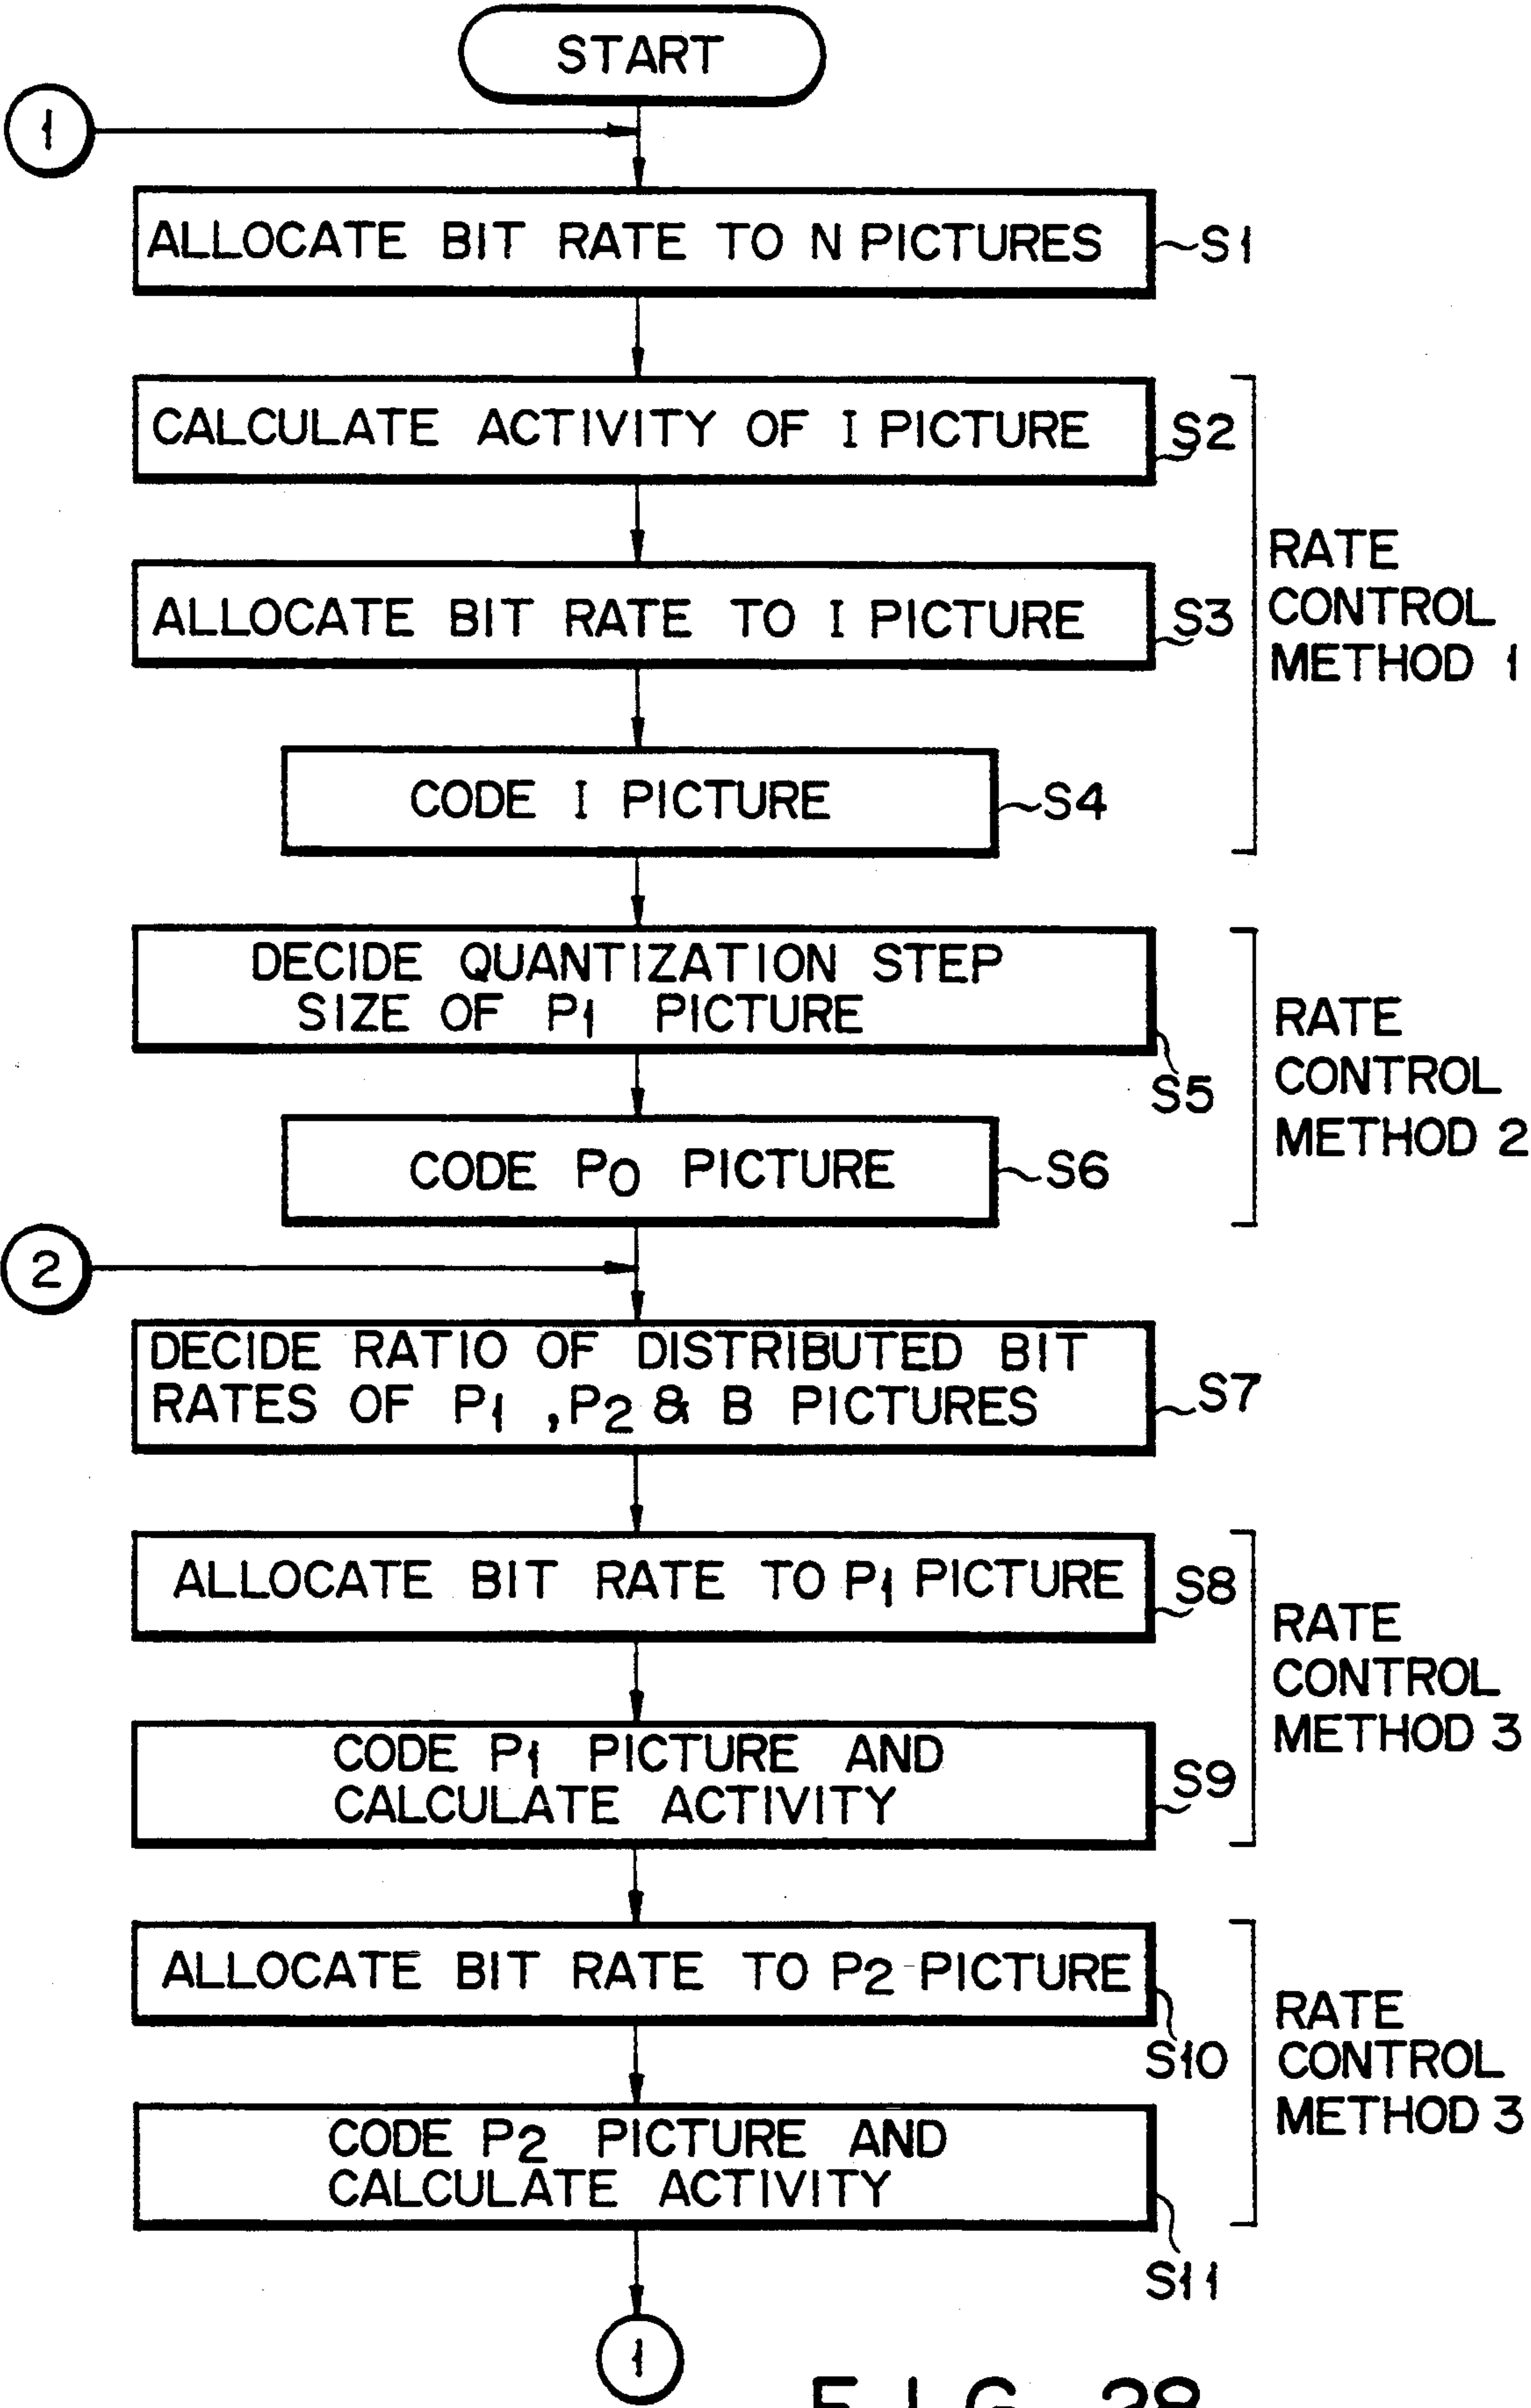 START
1
ALLOCATE BIT RATE TO N PICTURES
S1
CALCULATE ACTIVITY OF I PICTURE
S2
ALLOCATE BIT RATE TO I PICTURE
S3
RATE
CONTROL
METHOD 1
CODE I PICTURE
S4
DECIDE QUANTIZATION STEP
SIZE OF P1 PICTURE
S5
RATE
CONTROL
METHOD 2
CODE P0 PICTURE
S6
2
DECIDE RATIO OF DISTRIBUTED BIT
RATES OF P1 , P2 & B PICTURES
S7
ALLOCATE BIT RATE TO P1 PICTURE
S8
RATE
CONTROL
METHOD 3
CODE P1 PICTURE AND
CALCULATE ACTIVITY
S9
ALLOCATE BIT RATE TO P2 PICTURE
S10
RATE
CONTROL
METHOD 3
CODE P2 PICTURE AND
CALCULATE ACTIVITY
S11
1
FIG. 28